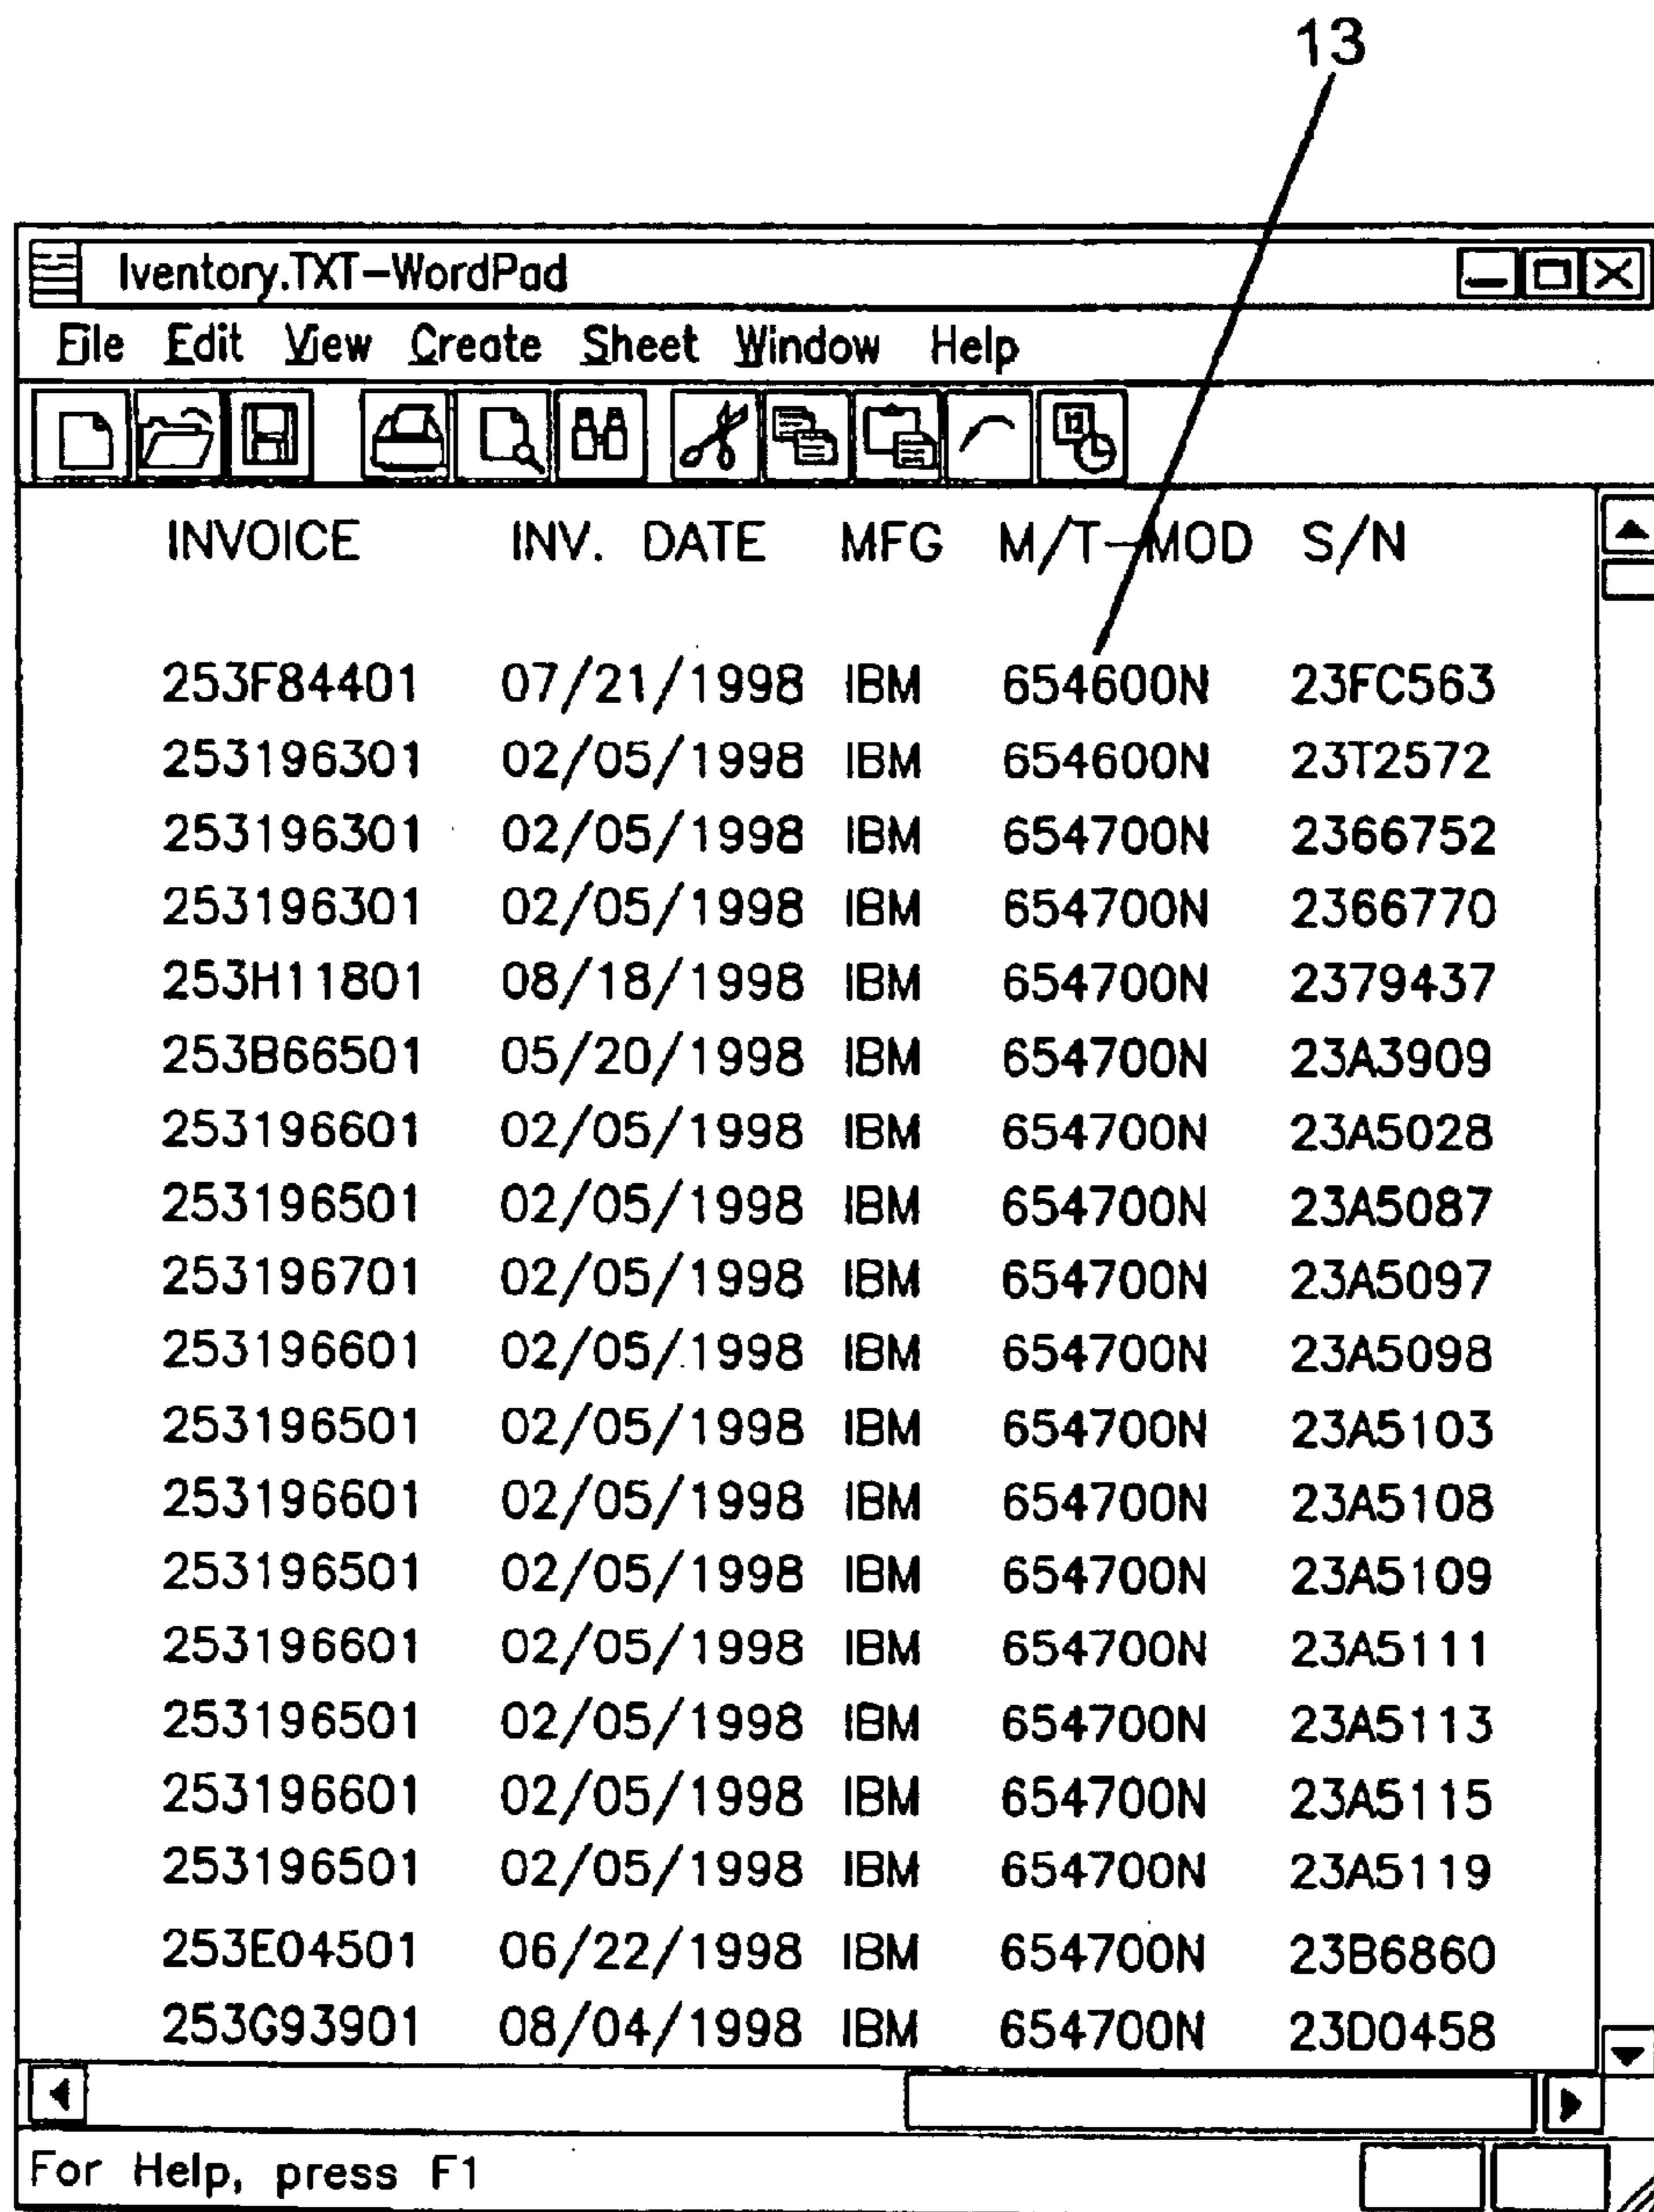 13
Iventory.TXT-WordPad
File Edit View Create Sheet Window Help
INVOICE INV. DATE MFG M/T-MOD S/N
253F84401 07/21/1998 IBM 654600N 23FC563
253196301 02/05/1998 IBM 654600N 23T2572
253196301 02/05/1998 IBM 654700N 2366752
253196301 02/05/1998 IBM 654700N 2366770
253H11801 08/18/1998 IBM 654700N 2379437
253B66501 05/20/1998 IBM 654700N 23A3909
253196601 02/05/1998 IBM 654700N 23A5028
253196501 02/05/1998 IBM 654700N 23A5087
253196701 02/05/1998 IBM 654700N 23A5097
253196601 02/05/1998 IBM 654700N 23A5098
253196501 02/05/1998 IBM 654700N 23A5103
253196601 02/05/1998 IBM 654700N 23A5108
253196501 02/05/1998 IBM 654700N 23A5109
253196601 02/05/1998 IBM 654700N 23A5111
253196501 02/05/1998 IBM 654700N 23A5113
253196601 02/05/1998 IBM 654700N 23A5115
253196501 02/05/1998 IBM 654700N 23A5119
253E04501 06/22/1998 IBM 654700N 23B6860
253G93901 08/04/1998 IBM 654700N 23D0458
For Help, press F1